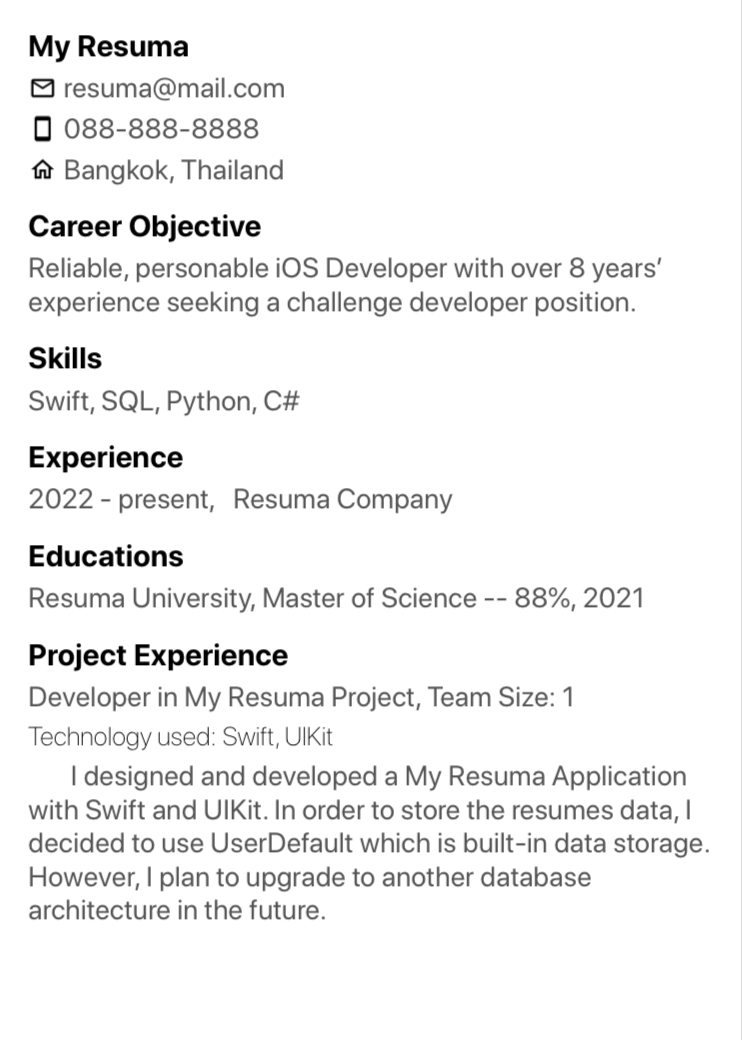 My Resuma
resuma@mail.com
088-888-8888
Bangkok, Thailand
Career Objective
Reliable, personable iOS Developer with over 8 years’
experience seeking a challenge developer position.
Skills
Swift, SQL, Python, C#
Experience
2022 - present,   Resuma Company
Educations
Resuma University, Master of Science -- 88%, 2021
Project Experience
Developer in My Resuma Project, Team Size: 1
Technology used: Swift, UIKit
I designed and developed a My Resuma Application
with Swift and UIKit. In order to store the resumes data, I
decided to use UserDefault which is built-in data storage.
However, I plan to upgrade to another database
architecture in the future.